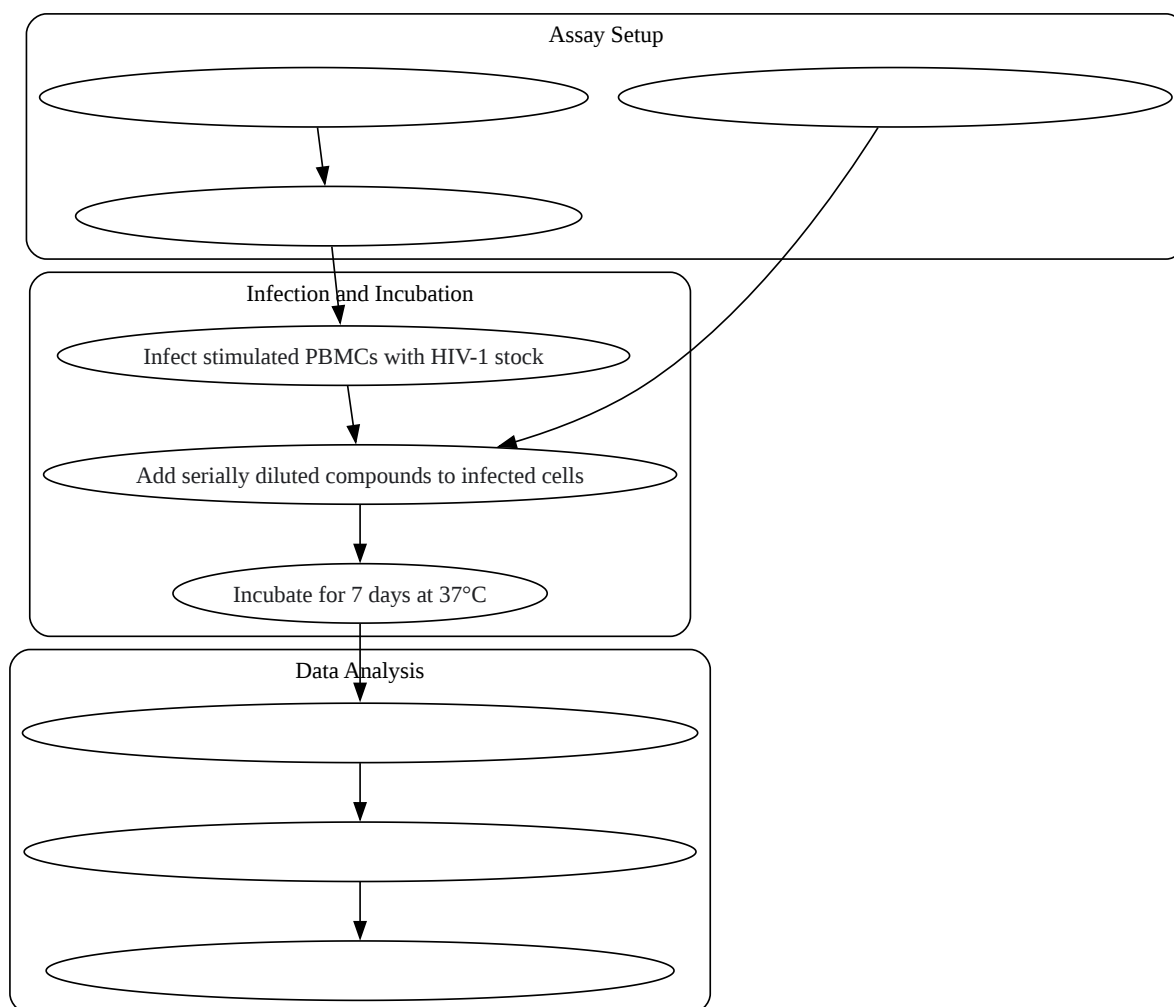 Assay Setup
Infection and Incubation
Infect stimulated PBMCs with HIV-1 stock
Add serially diluted compounds to infected cells
Incubate for 7 days at 37°C
Data Analysis